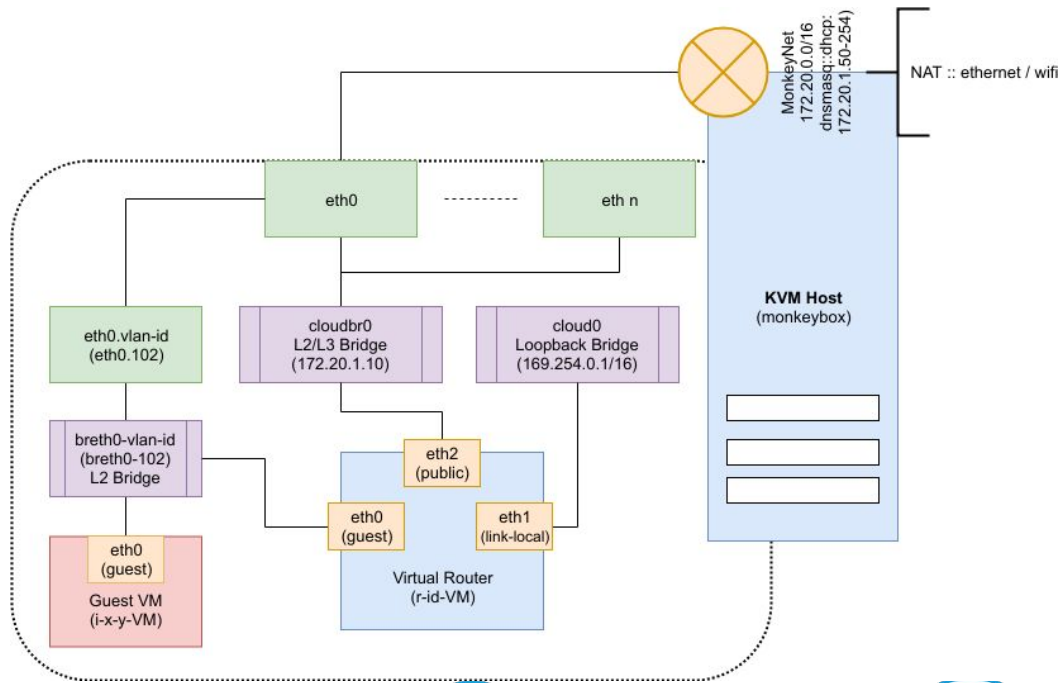 MonkeyNet
172.20.0.0/16
dnsmasq::dhcp:
172.20.1.50-254)
NAT :: ethernet / wifi
eth0
eth n
KVM Host
(monkeybox)
eth0.vlan-id
(eth0.102)
cloudbr0
L2/L3 Bridge
(172.20.1.10)
cloud0
Loopback Bridge
(169.254.0.1/16)
breth0-vlan-id
(breth0-102)
L2 Bridge
eth2
(public)
eth0
(guest)
eth1
(link-local)
Virtual Router
(r-id-VM)
eth0
(guest)
Guest VM
(i-x-y-VM)